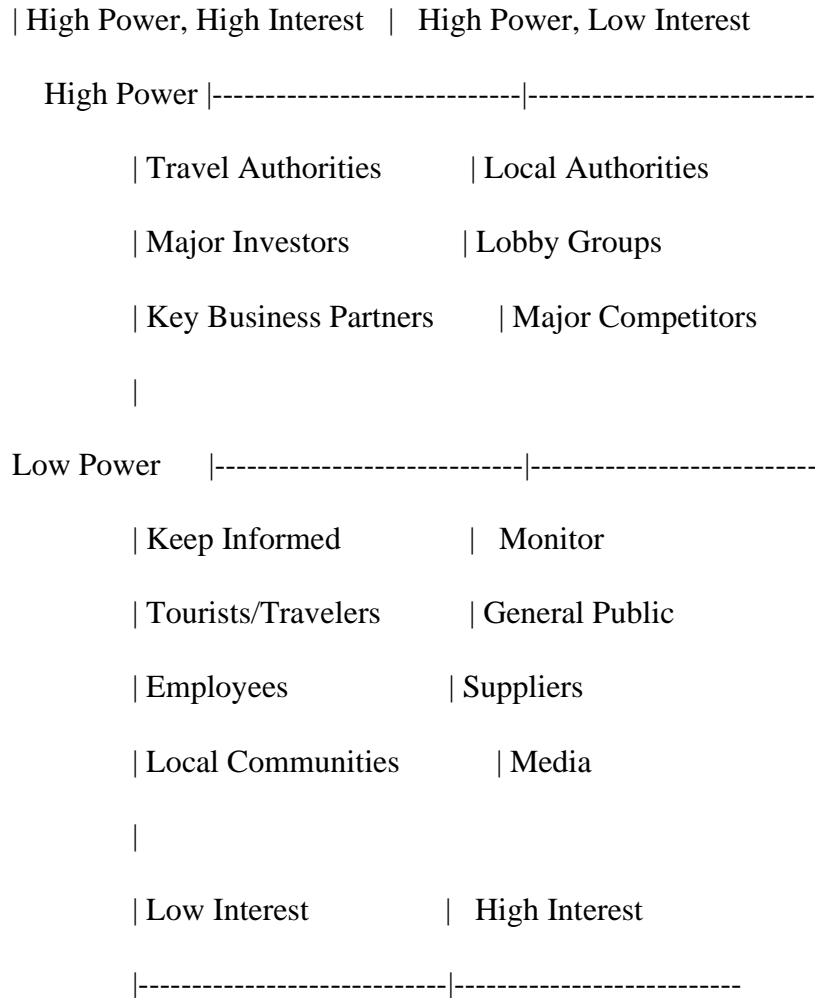 | High Power, High Interest | High Power, Low Interest
High Power |-----------------------------|---------------------------
| Travel Authorities | Local Authorities
| Major Investors | Lobby Groups
| Key Business Partners | Major Competitors
|
Low Power |-----------------------------|---------------------------
| Keep Informed | Monitor
| Tourists/Travelers | General Public
| Employees | Suppliers
| Local Communities | Media
|
| Low Interest | High Interest
|-----------------------------|---------------------------